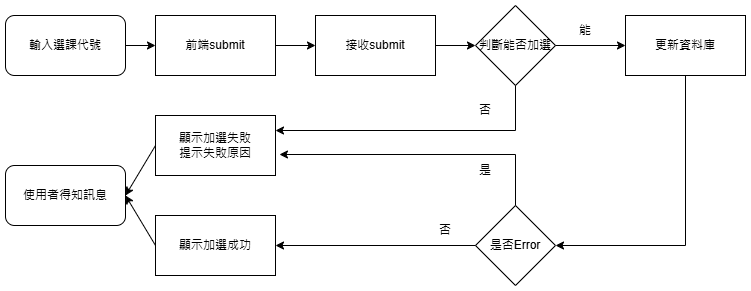 輸入選課代號
前端submit
接收submit
判斷能否加選
能
更新資料庫
否
顯示加選失敗
提示失敗原因
是
使用者得知訊息
否
顯示加選成功
是否Error